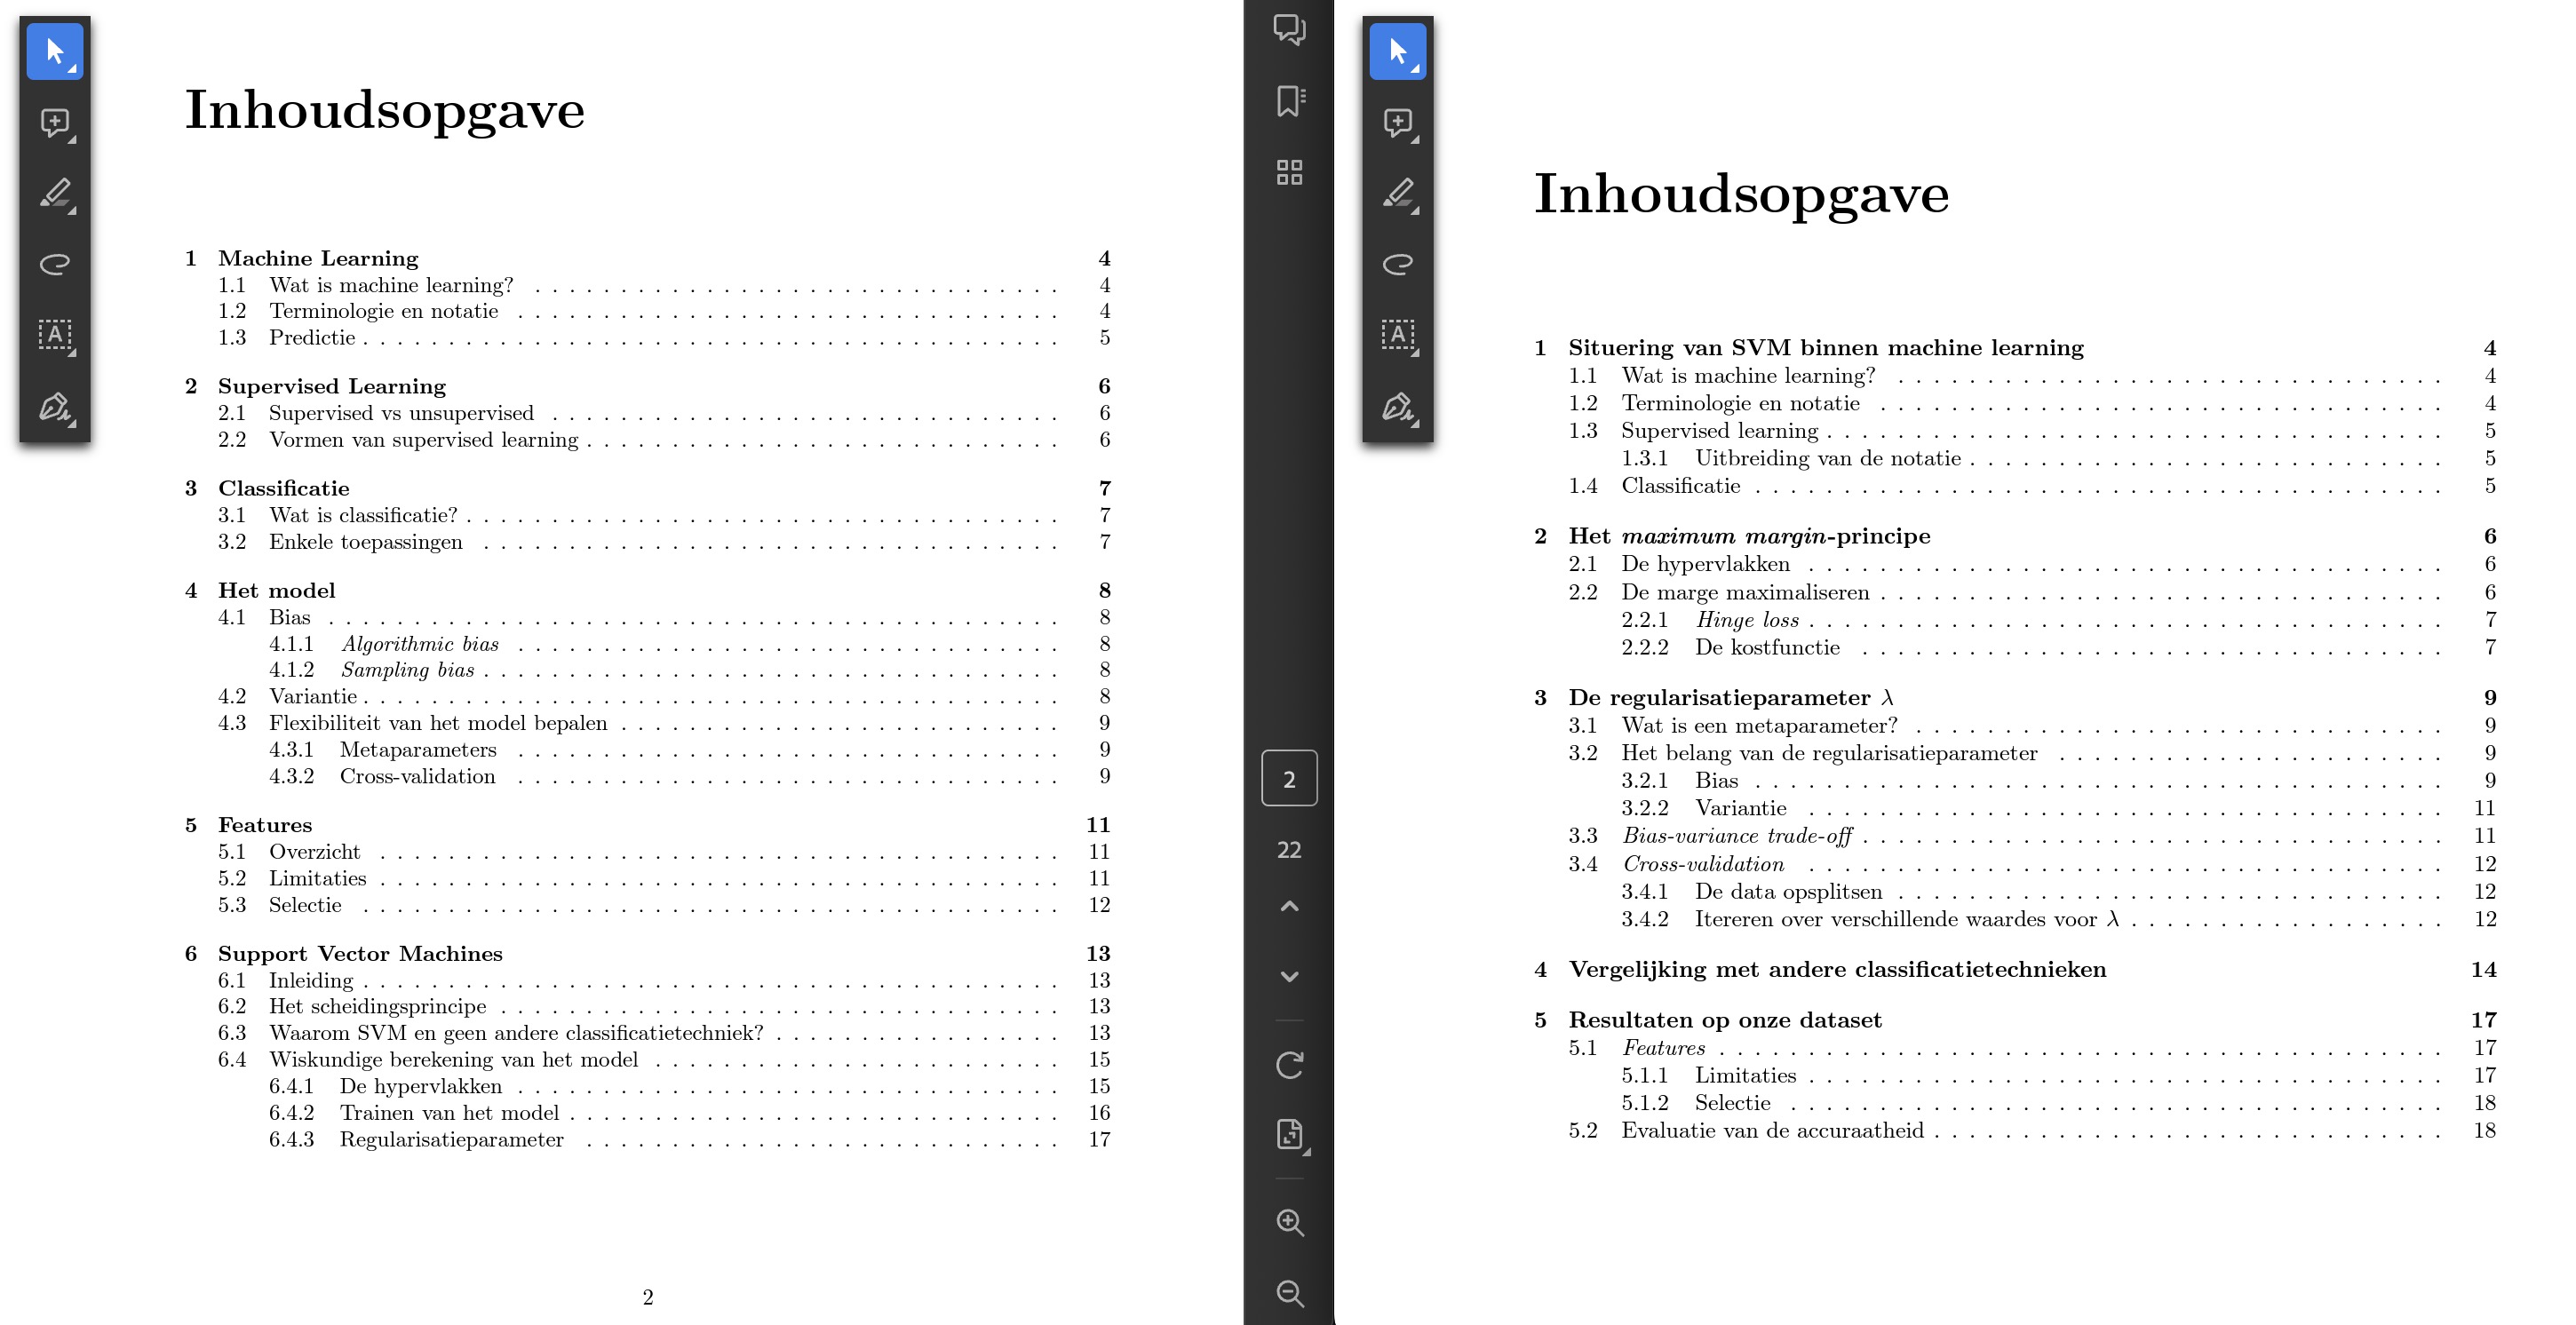 Inhoudsopgave
1 Machine Learning 4
1.1 Wat is machine learning? . . . . . . . . . . . . . . . . . . . . . . . . . . . . . . . 4
1.2 Terminologie en notatie . . . . . . . . . . . . . . . . . . . . . . . . . . . . . . . . 4
1.3 Predictie . . . . . . . . . . . . . . . . . . . . . . . . . . . . . . . . . . . . . . . . . 5
2 Supervised Learning 6
2.1 Supervised vs unsupervised . . . . . . . . . . . . . . . . . . . . . . . . . . . . . . 6
2.2 Vormen van supervised learning . . . . . . . . . . . . . . . . . . . . . . . . . . . . 6
3 Classificatie 7
3.1 Wat is classificatie? . . . . . . . . . . . . . . . . . . . . . . . . . . . . . . . . . . . 7
3.2 Enkele toepassingen . . . . . . . . . . . . . . . . . . . . . . . . . . . . . . . . . . 7
4 Het model 8
4.1 Bias . . . . . . . . . . . . . . . . . . . . . . . . . . . . . . . . . . . . . . . . . . . 8
4.1.1 Algorithmic bias . . . . . . . . . . . . . . . . . . . . . . . . . . . . . . . . 8
4.1.2 Sampling bias . . . . . . . . . . . . . . . . . . . . . . . . . . . . . . . . . . 8
4.2 Variantie . . . . . . . . . . . . . . . . . . . . . . . . . . . . . . . . . . . . . . . . . 8
4.3 Flexibiliteit van het model bepalen . . . . . . . . . . . . . . . . . . . . . . . . . . 9
4.3.1 Metaparameters . . . . . . . . . . . . . . . . . . . . . . . . . . . . . . . . 9
4.3.2 Cross-validation . . . . . . . . . . . . . . . . . . . . . . . . . . . . . . . . 9
5 Features 11
5.1 Overzicht . . . . . . . . . . . . . . . . . . . . . . . . . . . . . . . . . . . . . . . . 11
5.2 Limitaties . . . . . . . . . . . . . . . . . . . . . . . . . . . . . . . . . . . . . . . . 11
5.3 Selectie . . . . . . . . . . . . . . . . . . . . . . . . . . . . . . . . . . . . . . . . . 12
6 Support Vector Machines 13
6.1 Inleiding . . . . . . . . . . . . . . . . . . . . . . . . . . . . . . . . . . . . . . . . . 13
6.2 Het scheidingsprincipe . . . . . . . . . . . . . . . . . . . . . . . . . . . . . . . . . 13
6.3 Waarom SVM en geen andere classificatietechniek? . . . . . . . . . . . . . . . . . 13
6.4 Wiskundige berekening van het model . . . . . . . . . . . . . . . . . . . . . . . . 15
6.4.1 De hypervlakken . . . . . . . . . . . . . . . . . . . . . . . . . . . . . . . . 15
6.4.2 Trainen van het model . . . . . . . . . . . . . . . . . . . . . . . . . . . . . 16
6.4.3 Regularisatieparameter . . . . . . . . . . . . . . . . . . . . . . . . . . . . 17
2
2
22
Inhoudsopgave
1 Situering van SVM binnen machine learning 4
1.1 Wat is machine learning? . . . . . . . . . . . . . . . . . . . . . . . . . . . . . . . 4
1.2 Terminologie en notatie . . . . . . . . . . . . . . . . . . . . . . . . . . . . . . . . 4
1.3 Supervised learning . . . . . . . . . . . . . . . . . . . . . . . . . . . . . . . . . . . 5
1.3.1 Uitbreiding van de notatie . . . . . . . . . . . . . . . . . . . . . . . . . . . 5
1.4 Classificatie . . . . . . . . . . . . . . . . . . . . . . . . . . . . . . . . . . . . . . . 5
2 Het maximum margin-principe 6
2.1 De hypervlakken . . . . . . . . . . . . . . . . . . . . . . . . . . . . . . . . . . . . 6
2.2 De marge maximaliseren . . . . . . . . . . . . . . . . . . . . . . . . . . . . . . . . 6
2.2.1 Hinge loss . . . . . . . . . . . . . . . . . . . . . . . . . . . . . . . . . . . . 7
2.2.2 De kostfunctie . . . . . . . . . . . . . . . . . . . . . . . . . . . . . . . . . 7
3 De regularisatieparameter λ 9
3.1 Wat is een metaparameter? . . . . . . . . . . . . . . . . . . . . . . . . . . . . . . 9
3.2 Het belang van de regularisatieparameter . . . . . . . . . . . . . . . . . . . . . . 9
3.2.1 Bias . . . . . . . . . . . . . . . . . . . . . . . . . . . . . . . . . . . . . . . 9
3.2.2 Variantie . . . . . . . . . . . . . . . . . . . . . . . . . . . . . . . . . . . . 11
3.3 Bias-variance trade-off . . . . . . . . . . . . . . . . . . . . . . . . . . . . . . . . . 11
3.4 Cross-validation . . . . . . . . . . . . . . . . . . . . . . . . . . . . . . . . . . . . 12
3.4.1 De data opsplitsen . . . . . . . . . . . . . . . . . . . . . . . . . . . . . . . 12
3.4.2 Itereren over verschillende waardes voor λ . . . . . . . . . . . . . . . . . . 12
4 Vergelijking met andere classificatietechnieken 14
5 Resultaten op onze dataset 17
5.1 Features . . . . . . . . . . . . . . . . . . . . . . . . . . . . . . . . . . . . . . . . . 17
5.1.1 Limitaties . . . . . . . . . . . . . . . . . . . . . . . . . . . . . . . . . . . . 17
5.1.2 Selectie . . . . . . . . . . . . . . . . . . . . . . . . . . . . . . . . . . . . . 18
5.2 Evaluatie van de accuraatheid . . . . . . . . . . . . . . . . . . . . . . . . . . . . . 18